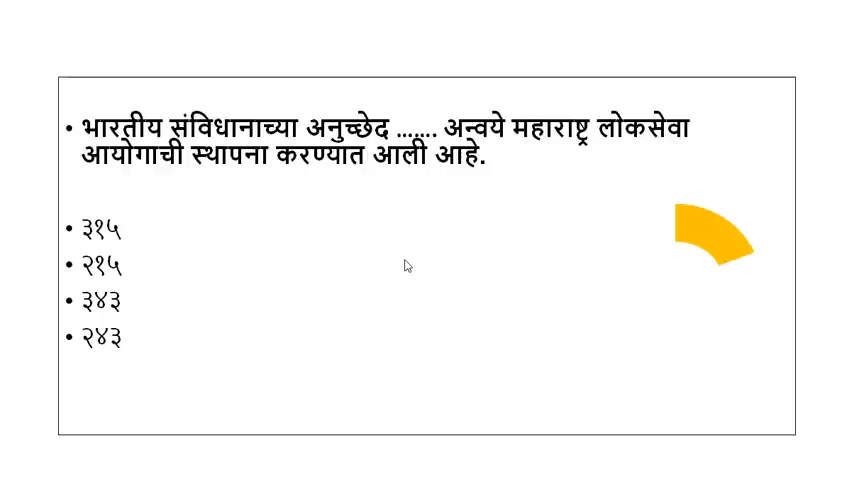 • भारतीय संविधानाच्या अनुच्छेद ....... अन्वये महाराष्ट्र लोकसेवा
आयोगाची स्थापना करण्यात आली आहे.
• ३१५
• २१५
• ३४३
• २४३